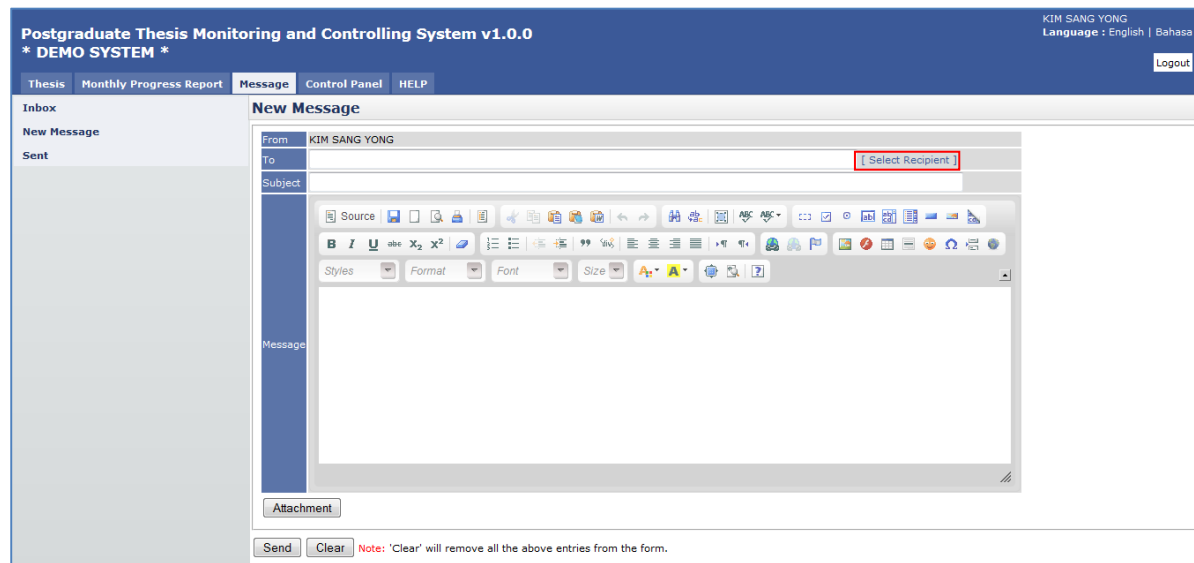 KIM SANG YONG
Postgraduate Thesis Monitoring and Controlling System v1.0.0
Language : English | Bahasa
* DEMO SYSTEM *
Logout
Thesis Monthly Progress Report Message Control Panel HELP
Inbox
New Message
Sent
New Message
From KIM SANG YONG
To [ Select Recipient ]
Subject
Source
B I U abc X₂ X²
Styles Format Font Size A A
Message
Attachment
Send Clear Note: 'Clear' will remove all the above entries from the form.